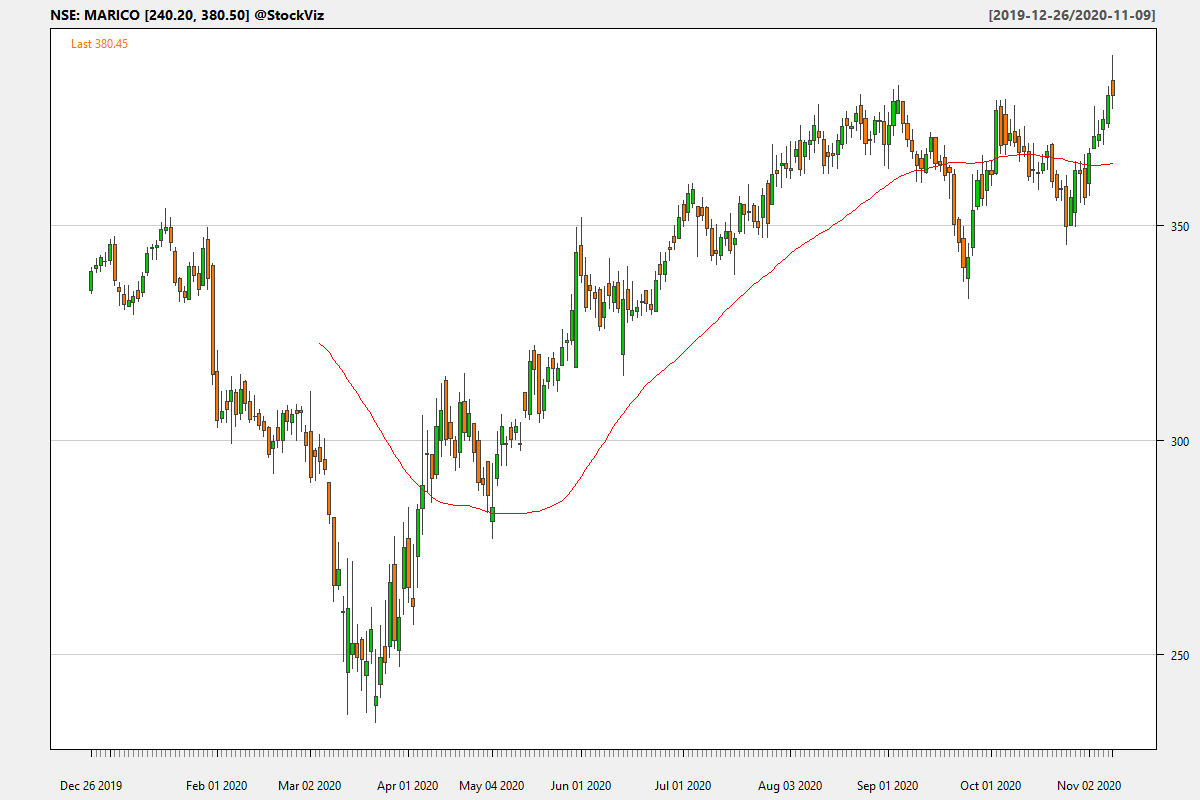 NSE: MARICO [240.20, 380.50] @StockViz
[2019-12-26/2020-11-09]
Last 380.45
350
300
250
Dec 26 2019
Feb 01 2020
Mar 02 2020
Apr 01 2020
May 04 2020
Jun 01 2020
Jul 01 2020
Aug 03 2020
Sep 01 2020
Oct 01 2020
Nov 02 2020